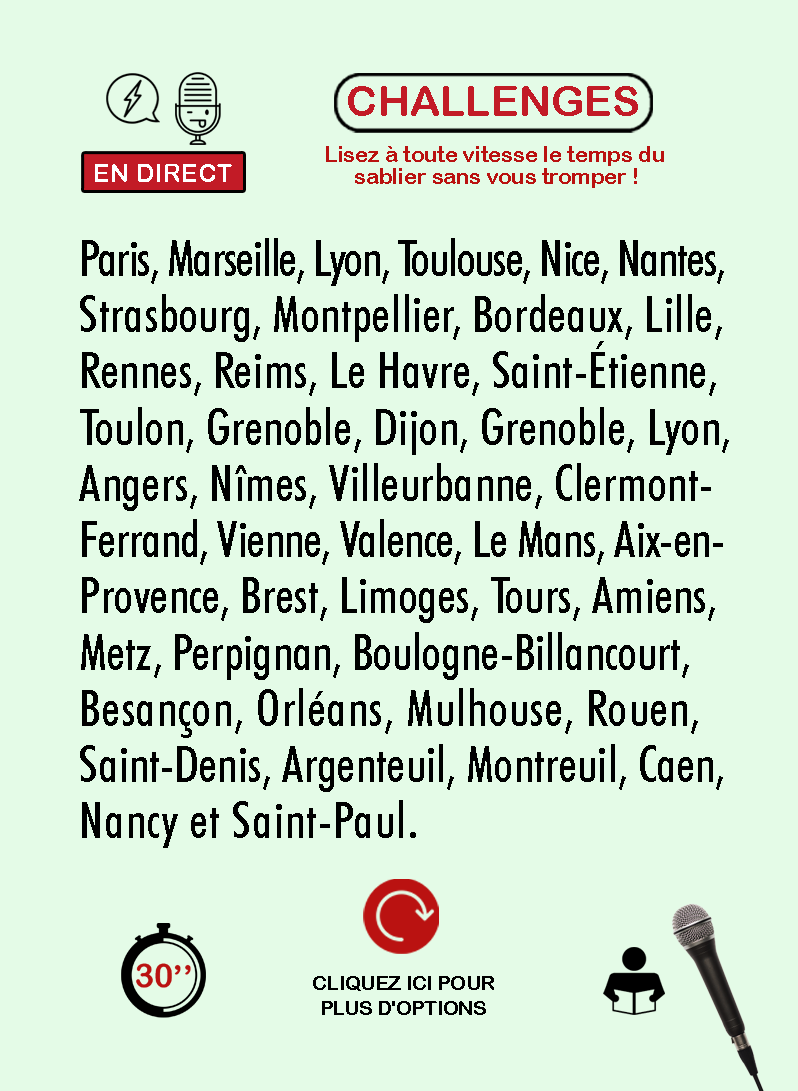 CHALLENGES
EN DIRECT
Lisez à toute vitesse le temps du
sablier sans vous tromper !
Paris, Marseille, Lyon, Toulouse, Nice, Nantes,
Strasbourg, Montpellier, Bordeaux, Lille,
Rennes, Reims, Le Havre, Saint-Étienne,
Toulon, Grenoble, Dijon, Grenoble, Lyon,
Angers, Nîmes, Villeurbanne, Clermont-
Ferrand, Vienne, Valence, Le Mans, Aix-en-
Provence, Brest, Limoges, Tours, Amiens,
Metz, Perpignan, Boulogne-Billancourt,
Besançon, Orléans, Mulhouse, Rouen,
Saint-Denis, Argenteuil, Montreuil, Caen,
Nancy et Saint-Paul.
30’’
CLIQUEZ ICI POUR
PLUS D'OPTIONS